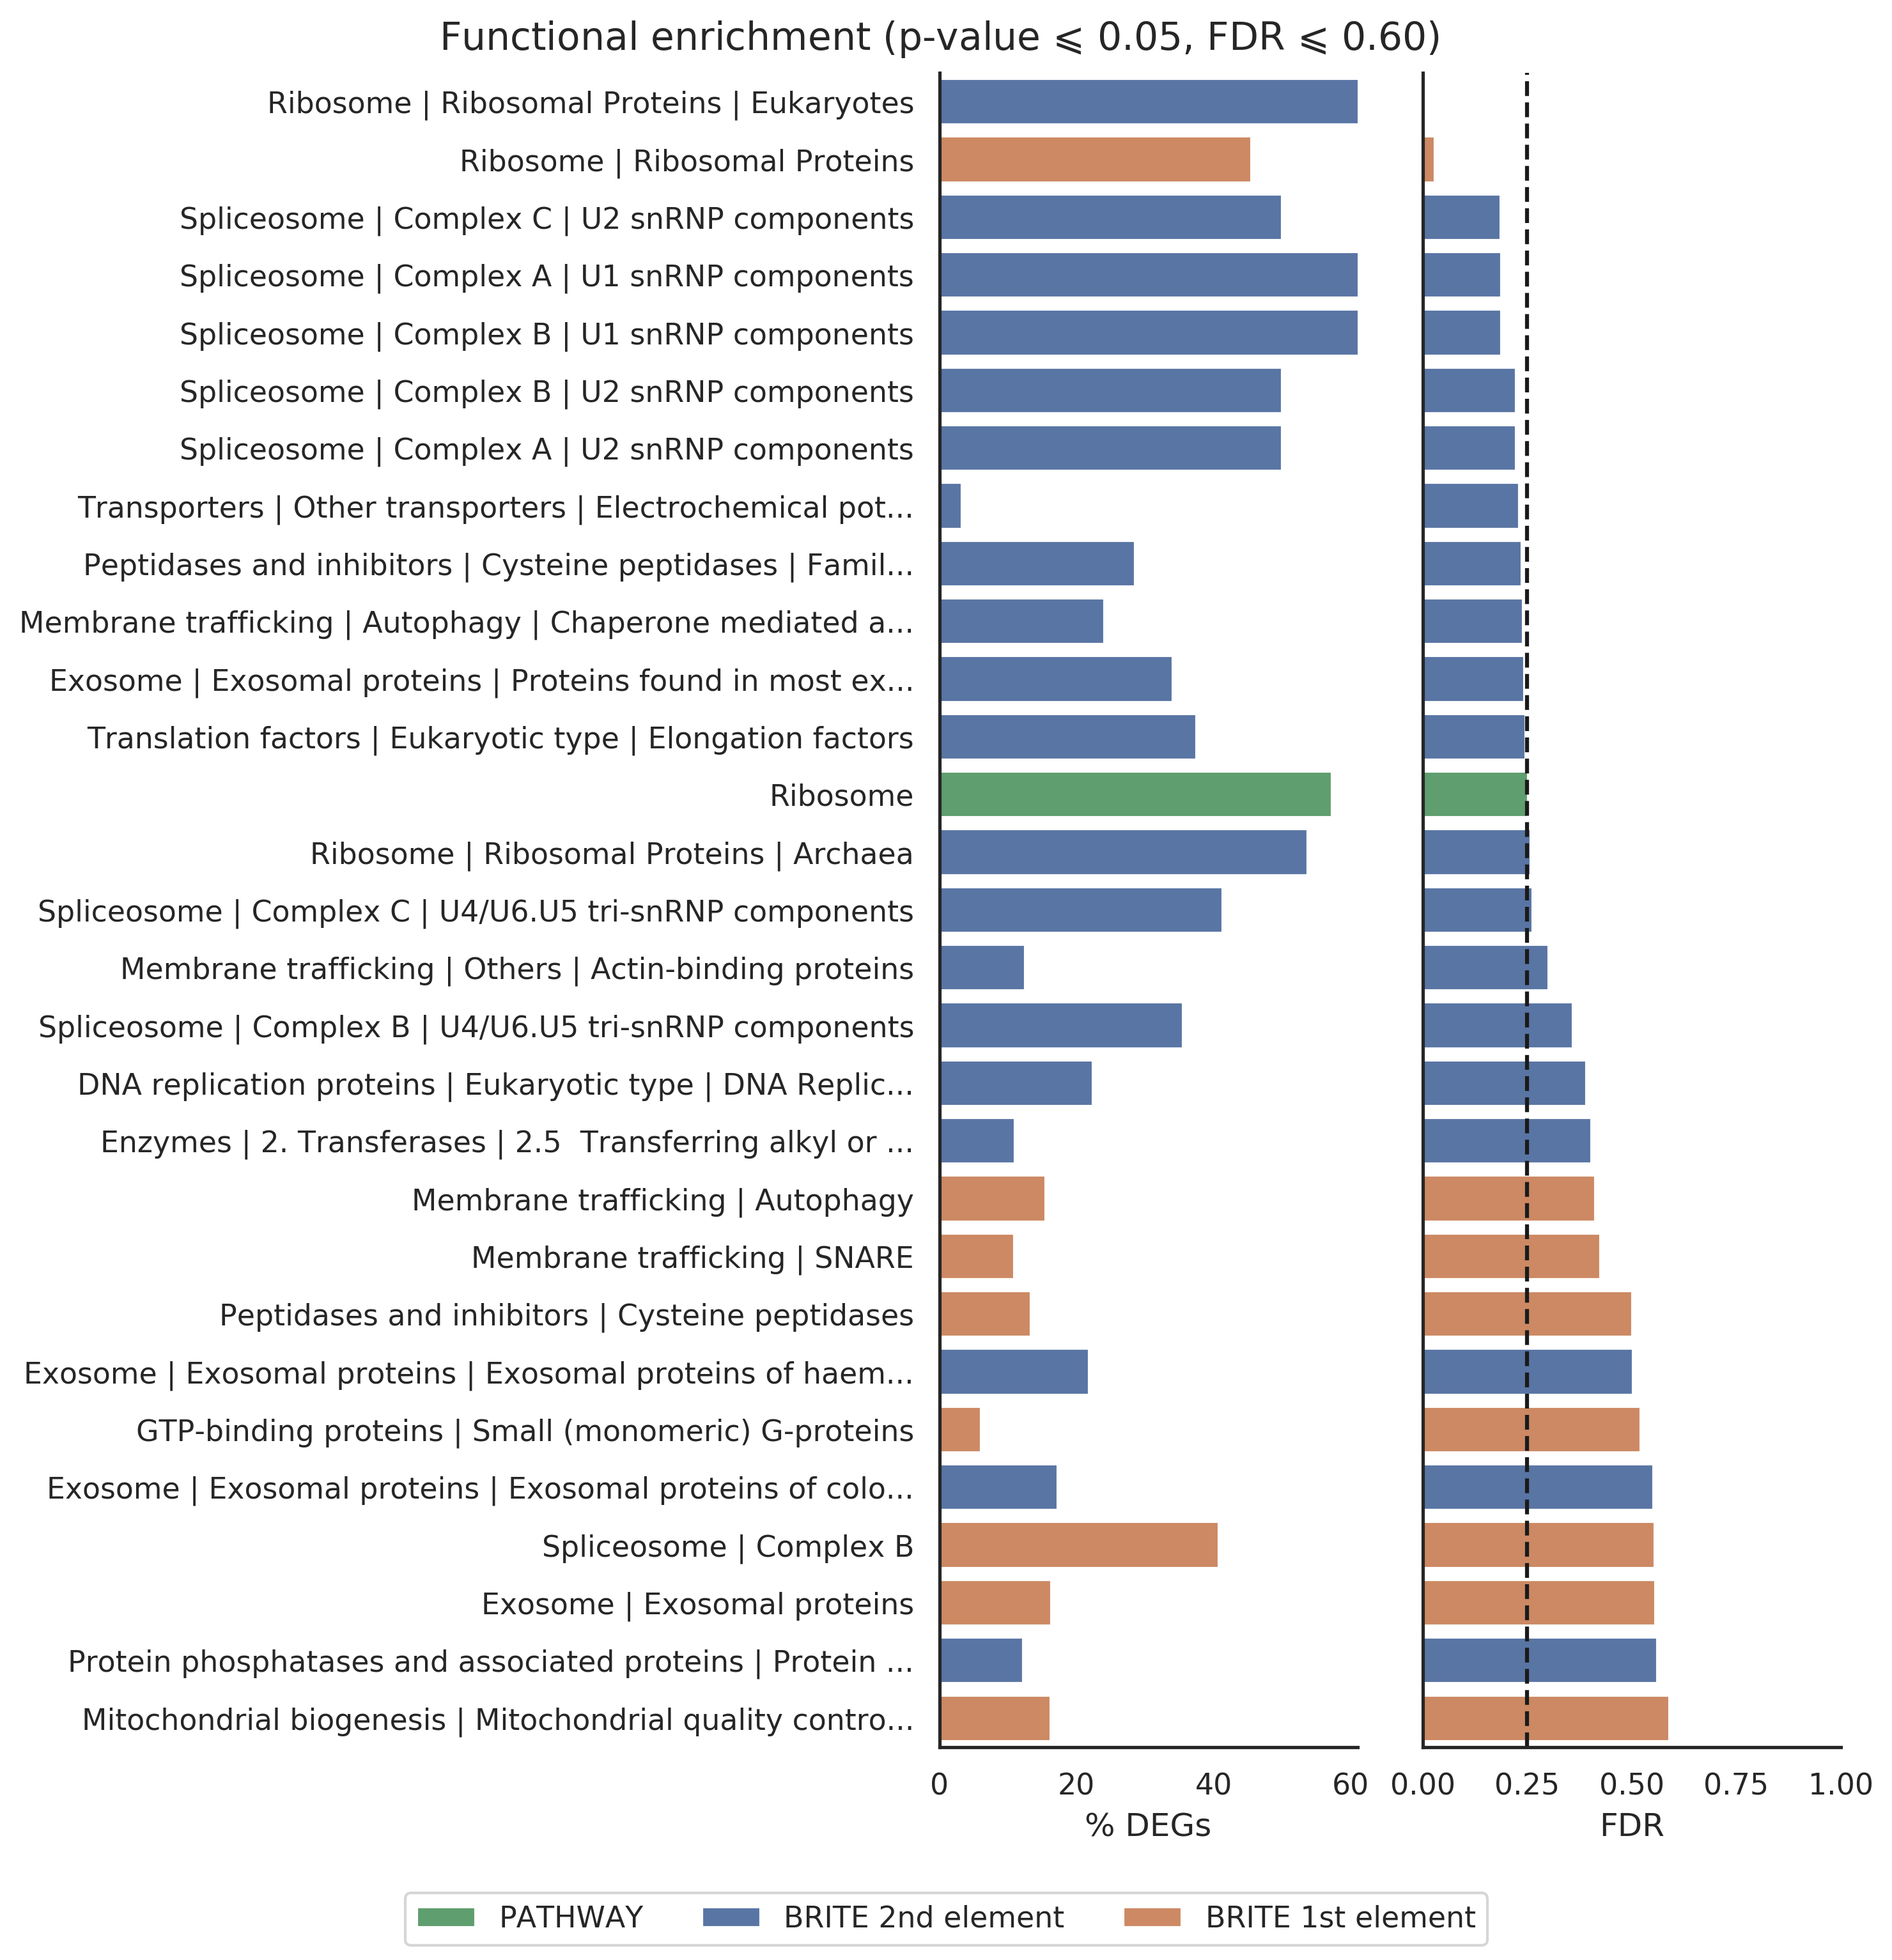 Functional enrichment (p-value ⩽ 0.05, FDR ⩽ 0.60)
Ribosome | Ribosomal Proteins | Eukaryotes
Ribosome | Ribosomal Proteins
Spliceosome | Complex C | U2 snRNP components
Spliceosome | Complex A | U1 snRNP components
Spliceosome | Complex B | U1 snRNP components
Spliceosome | Complex B | U2 snRNP components
Spliceosome | Complex A | U2 snRNP components
Transporters | Other transporters | Electrochemical pot...
Peptidases and inhibitors | Cysteine peptidases | Famil...
Membrane trafficking | Autophagy | Chaperone mediated a...
Exosome | Exosomal proteins | Proteins found in most ex...
Translation factors | Eukaryotic type | Elongation factors
Ribosome
Ribosome | Ribosomal Proteins | Archaea
Spliceosome | Complex C | U4/U6.U5 tri-snRNP components
Membrane trafficking | Others | Actin-binding proteins
Spliceosome | Complex B | U4/U6.U5 tri-snRNP components
DNA replication proteins | Eukaryotic type | DNA Replic...
Enzymes | 2. Transferases | 2.5  Transferring alkyl or ...
Membrane trafficking | Autophagy
Membrane trafficking | SNARE
Peptidases and inhibitors | Cysteine peptidases
Exosome | Exosomal proteins | Exosomal proteins of haem...
GTP-binding proteins | Small (monomeric) G-proteins
Exosome | Exosomal proteins | Exosomal proteins of colo...
Spliceosome | Complex B
Exosome | Exosomal proteins
Protein phosphatases and associated proteins | Protein ...
Mitochondrial biogenesis | Mitochondrial quality contro...
0 20 40 60 0.00 0.25 0.50 0.75 1.00
% DEGs FDR
PATHWAY BRITE 2nd element BRITE 1st element